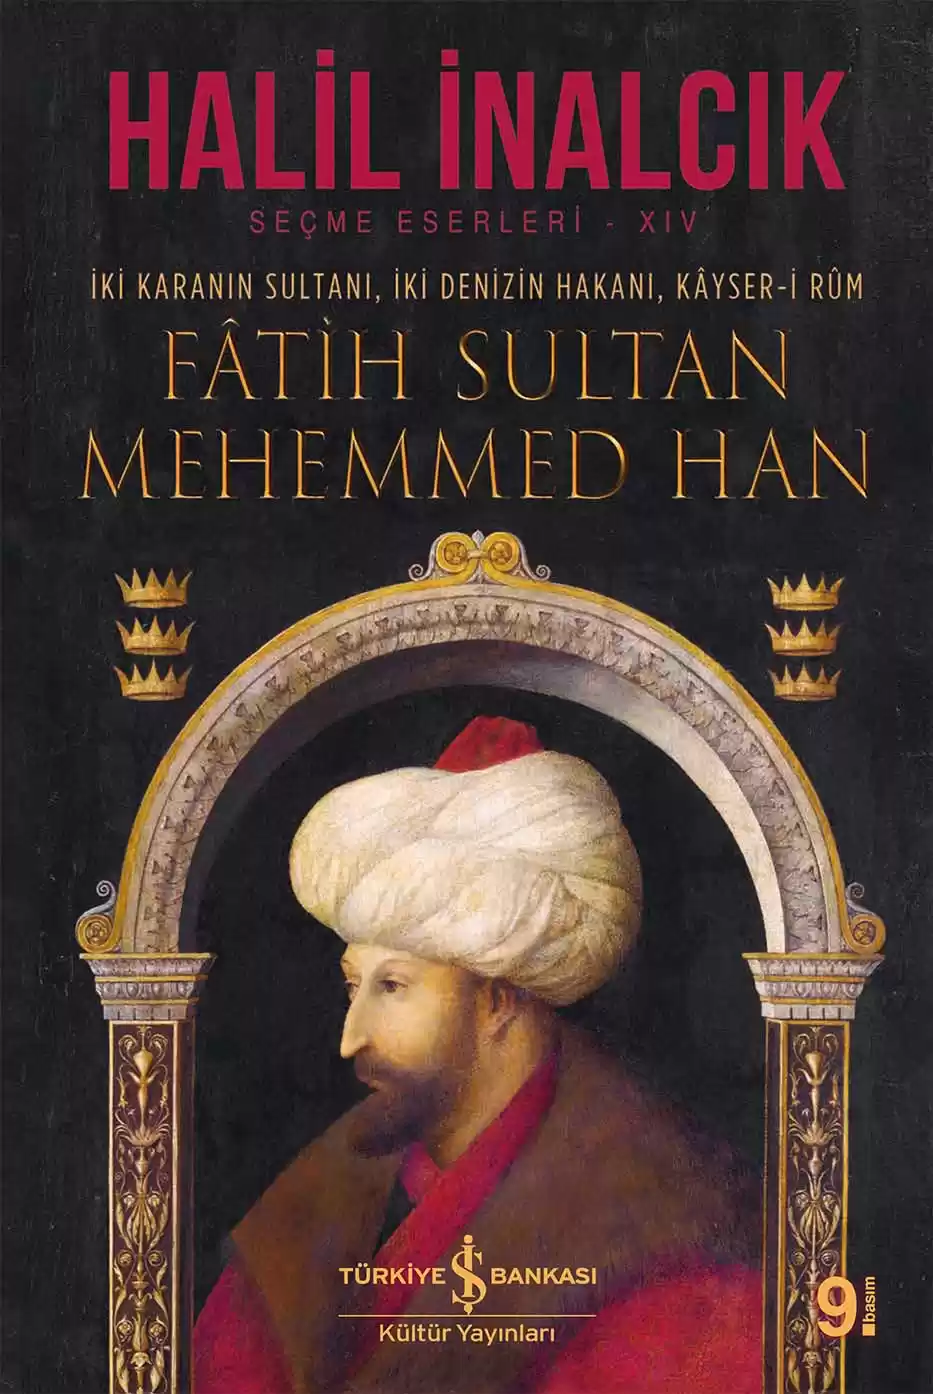 HALİL İNALCIK
SEÇME ESERLERİ - XIV
İKİ KARANIN SULTANI, İKİ DENİZİN HAKANI, KÂYSER-İ RÛM
FÂTİH SULTAN
MEHEMMED HAN
TÜRKİYE İŞ BANKASI
Kültür Yayınları
9.basım